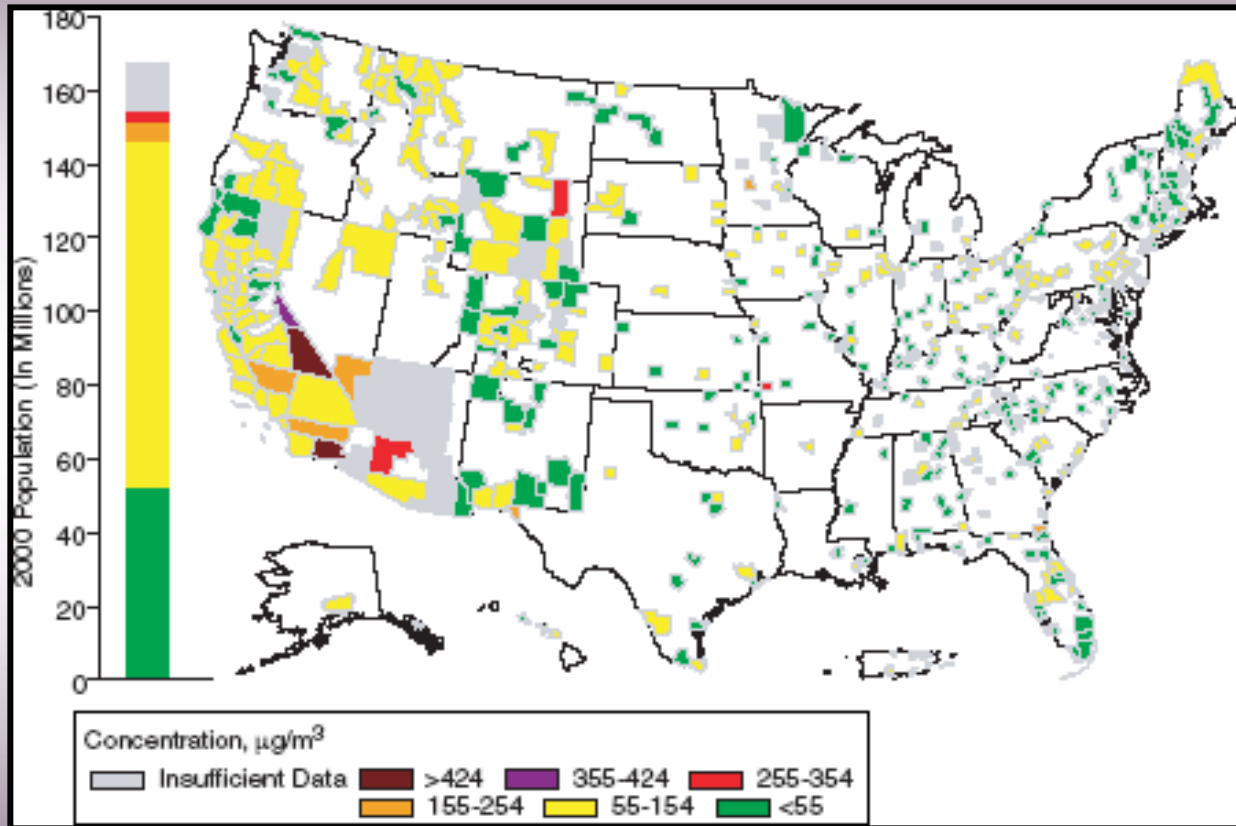 180
160
140
120
100
80
60
40
20
0
2000 Population (In Millions)
Concentration, µg/m³
Insufficient Data >424 355-424 255-354
155-254 55-154 <55